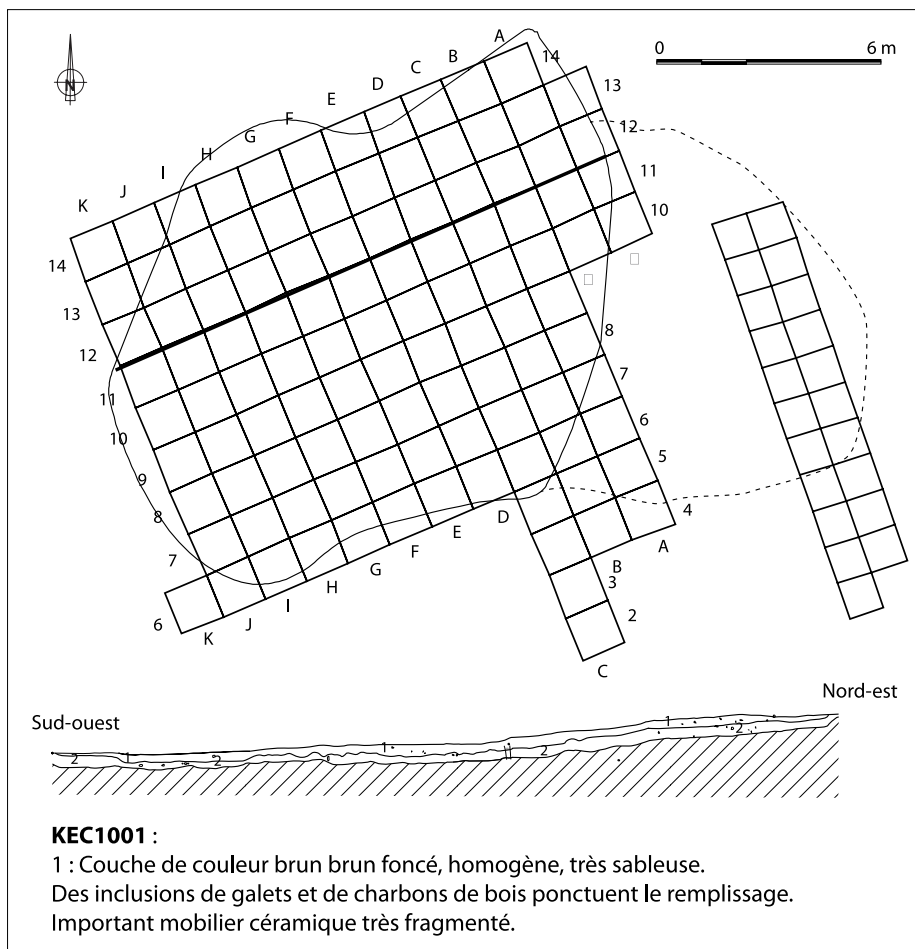 N
0 6 m
A
B
C
D
E
F
G
H
I
J
K
14
13
12
11
10
14
13
12
11
10
9
8
7
6
8
7
6
5
4
3
2
K
J
I
H
G
F
E
D
C
B
A
Nord-est
Sud-ouest
2 1 2 1 1 2 1 2
KEC1001 :
1 : Couche de couleur brun brun foncé, homogène, très sableuse.
Des inclusions de galets et de charbons de bois ponctuent le remplissage.
Important mobilier céramique très fragmenté.